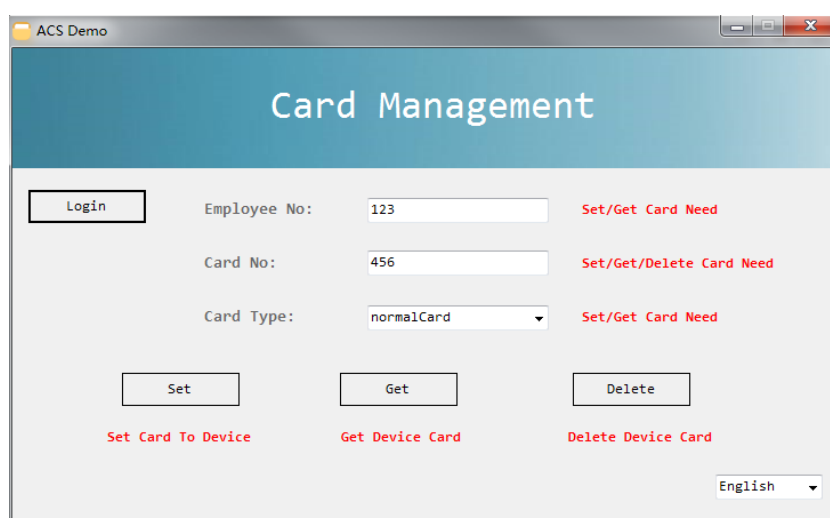 ACS Demo
Card Management
Login
Employee No:
123
Set/Get Card Need
Card No:
456
Set/Get/Delete Card Need
Card Type:
normalCard
Set/Get Card Need
Set
Get
Delete
Set Card To Device
Get Device Card
Delete Device Card
English